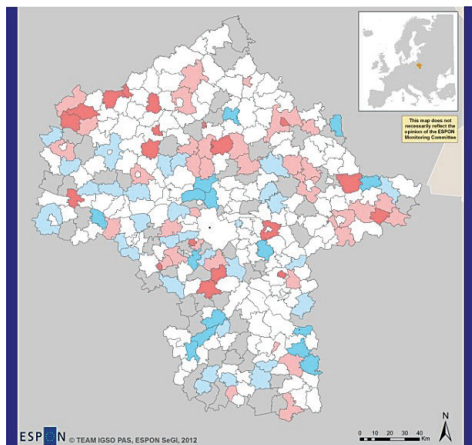 This map does not
necessarily reflect the
opinion of the ESPON
Monitoring Committee
ESPON © TEAM IGSO PAS, ESPON SeGI, 2012
0 10 20 30 40
Km
N